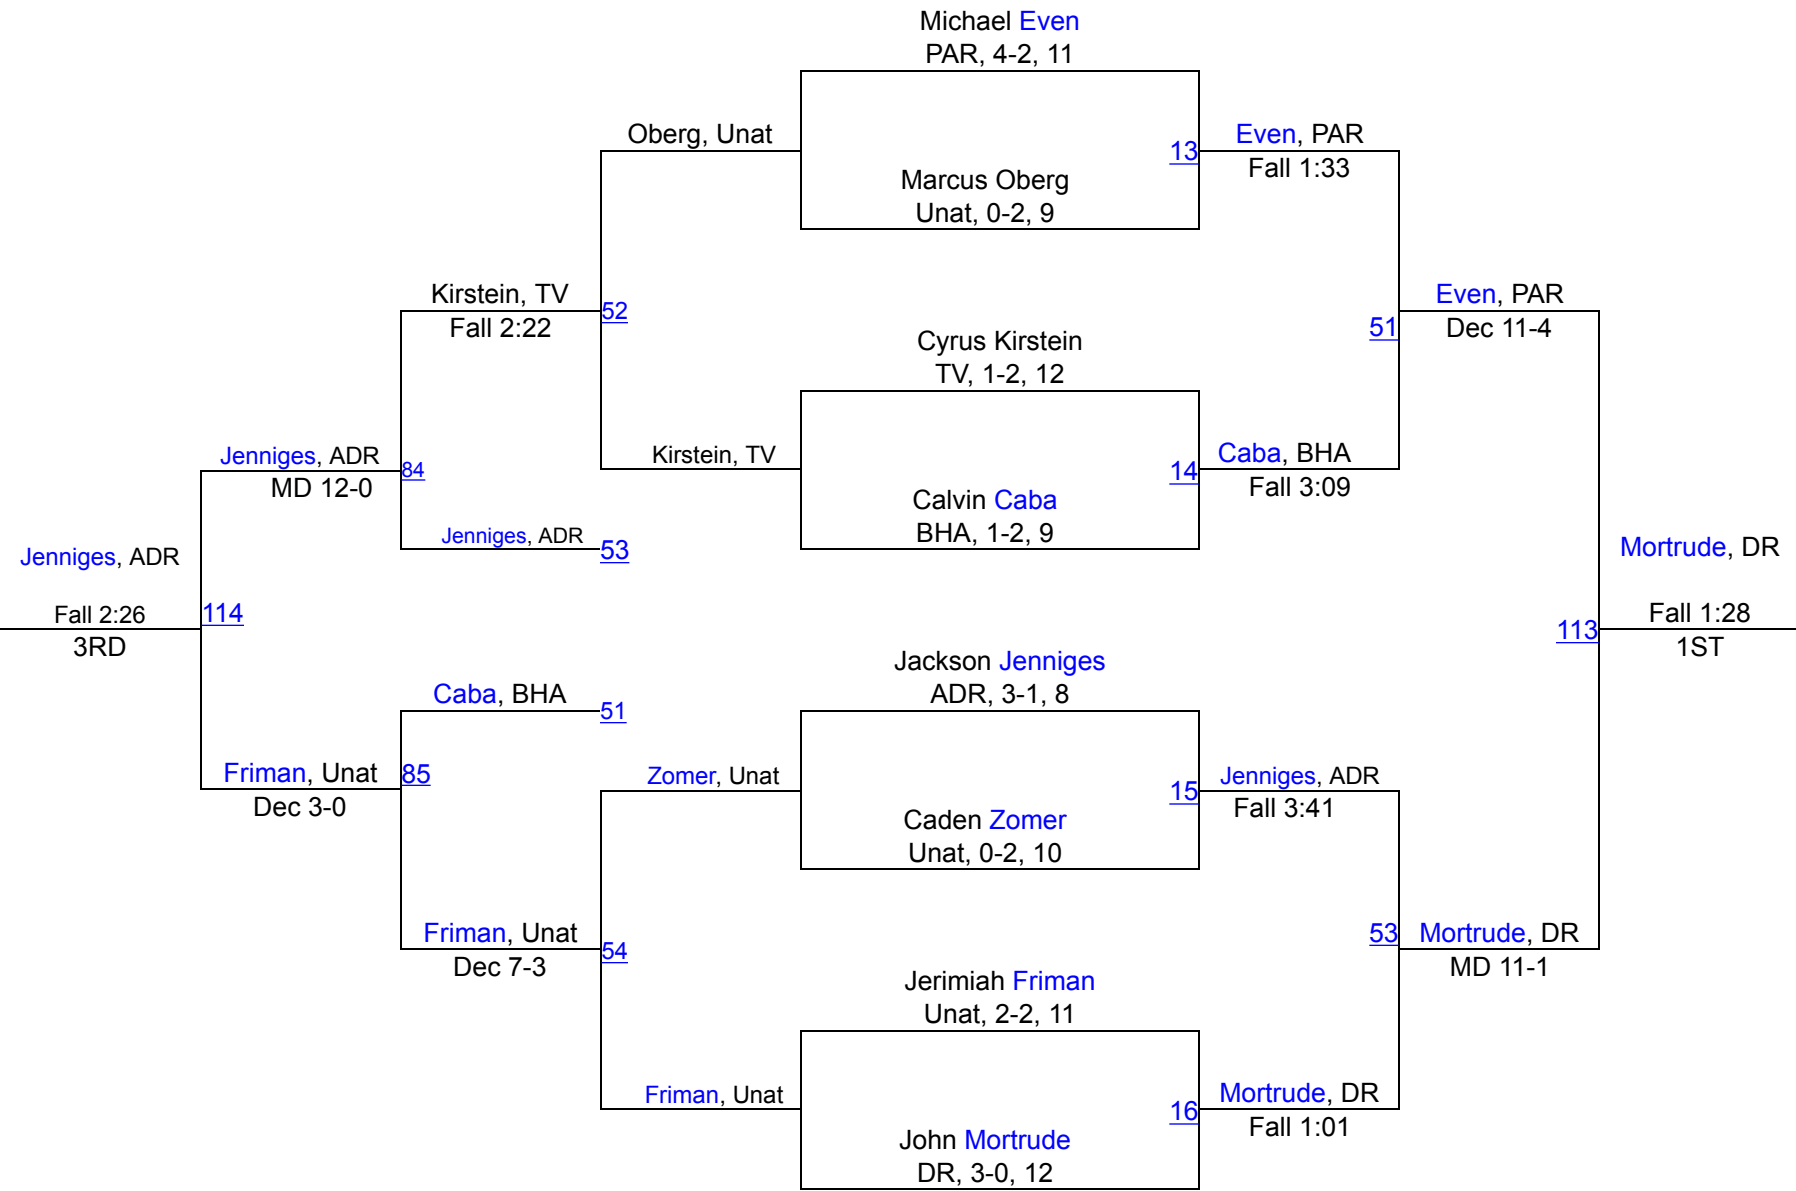 Michael Even
PAR, 4-2, 11
Oberg, Unat
13
Even, PAR
Fall 1:33
Marcus Oberg
Unat, 0-2, 9
Kirstein, TV
Fall 2:22
52
Cyrus Kirstein
TV, 1-2, 12
51
Even, PAR
Dec 11-4
Jenniges, ADR
MD 12-0
84
Kirstein, TV
14
Caba, BHA
Fall 3:09
Calvin Caba
BHA, 1-2, 9
Jenniges, ADR
53
Jenniges, ADR
Fall 2:26
3RD
114
113
Mortrude, DR
Fall 1:28
1ST
Caba, BHA
51
Jackson Jenniges
ADR, 3-1, 8
Friman, Unat
Dec 3-0
85
Zomer, Unat
15
Jenniges, ADR
Fall 3:41
Caden Zomer
Unat, 0-2, 10
Friman, Unat
Dec 7-3
54
53
Mortrude, DR
MD 11-1
Jerimiah Friman
Unat, 2-2, 11
Friman, Unat
16
Mortrude, DR
Fall 1:01
John Mortrude
DR, 3-0, 12